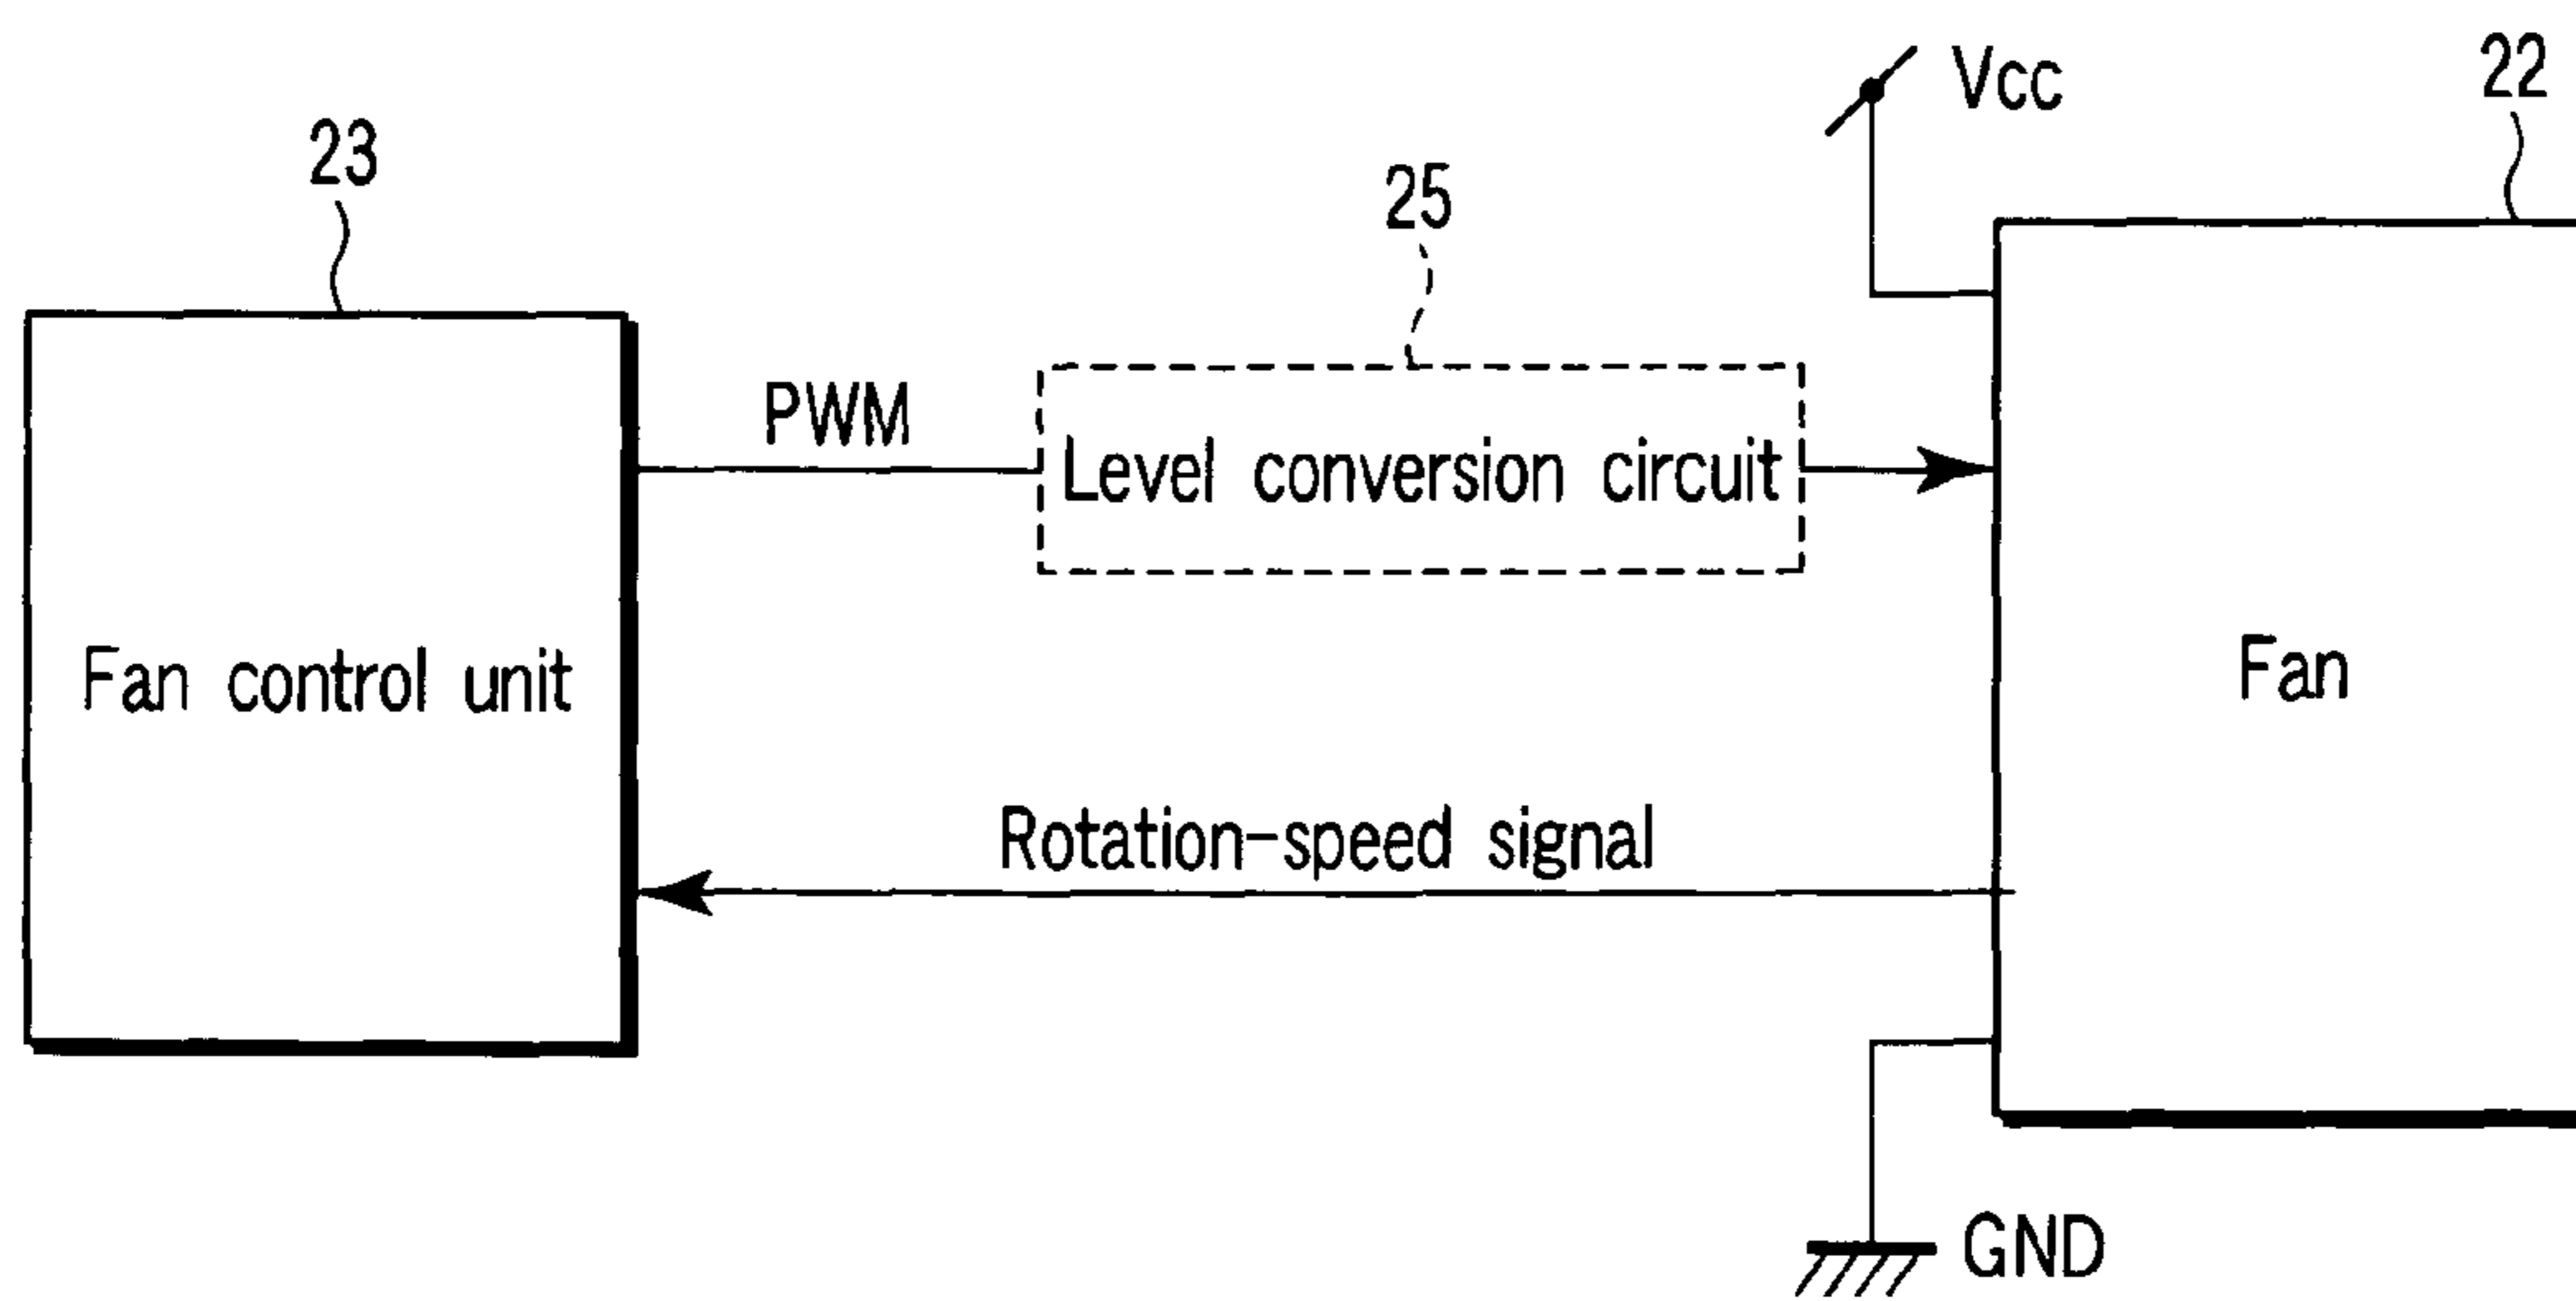 Vcc
22
23
25
PWM
Level conversion circuit
Fan control unit
Fan
Rotation-speed signal
GND